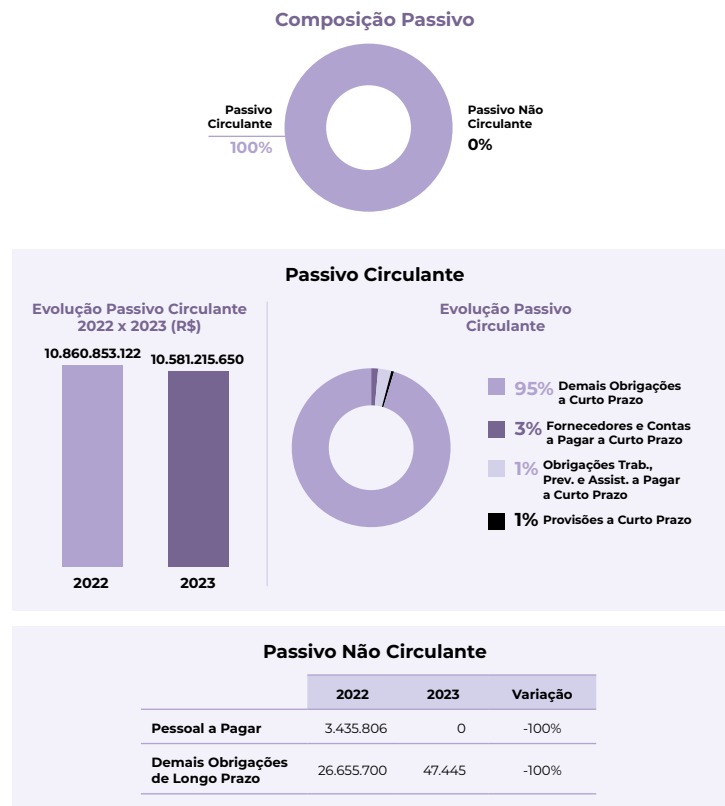 Composição Passivo
Passivo
Circulante
100%
Passivo Não
Circulante
0%
Passivo Circulante
Evolução Passivo Circulante
2022 x 2023 (R$)
10.860.853.122
10.581.215.650
2022
2023
Evolução Passivo
Circulante
95% Demais Obrigações
a Curto Prazo
3% Fornecedores e Contas
a Pagar a Curto Prazo
1% Obrigações Trab.,
Prev. e Assist. a Pagar
a Curto Prazo
1% Provisões a Curto Prazo
Passivo Não Circulante
2022 2023 Variação
Pessoal a Pagar 3.435.806 0 -100%
Demais Obrigações
de Longo Prazo 26.655.700 47.445 -100%